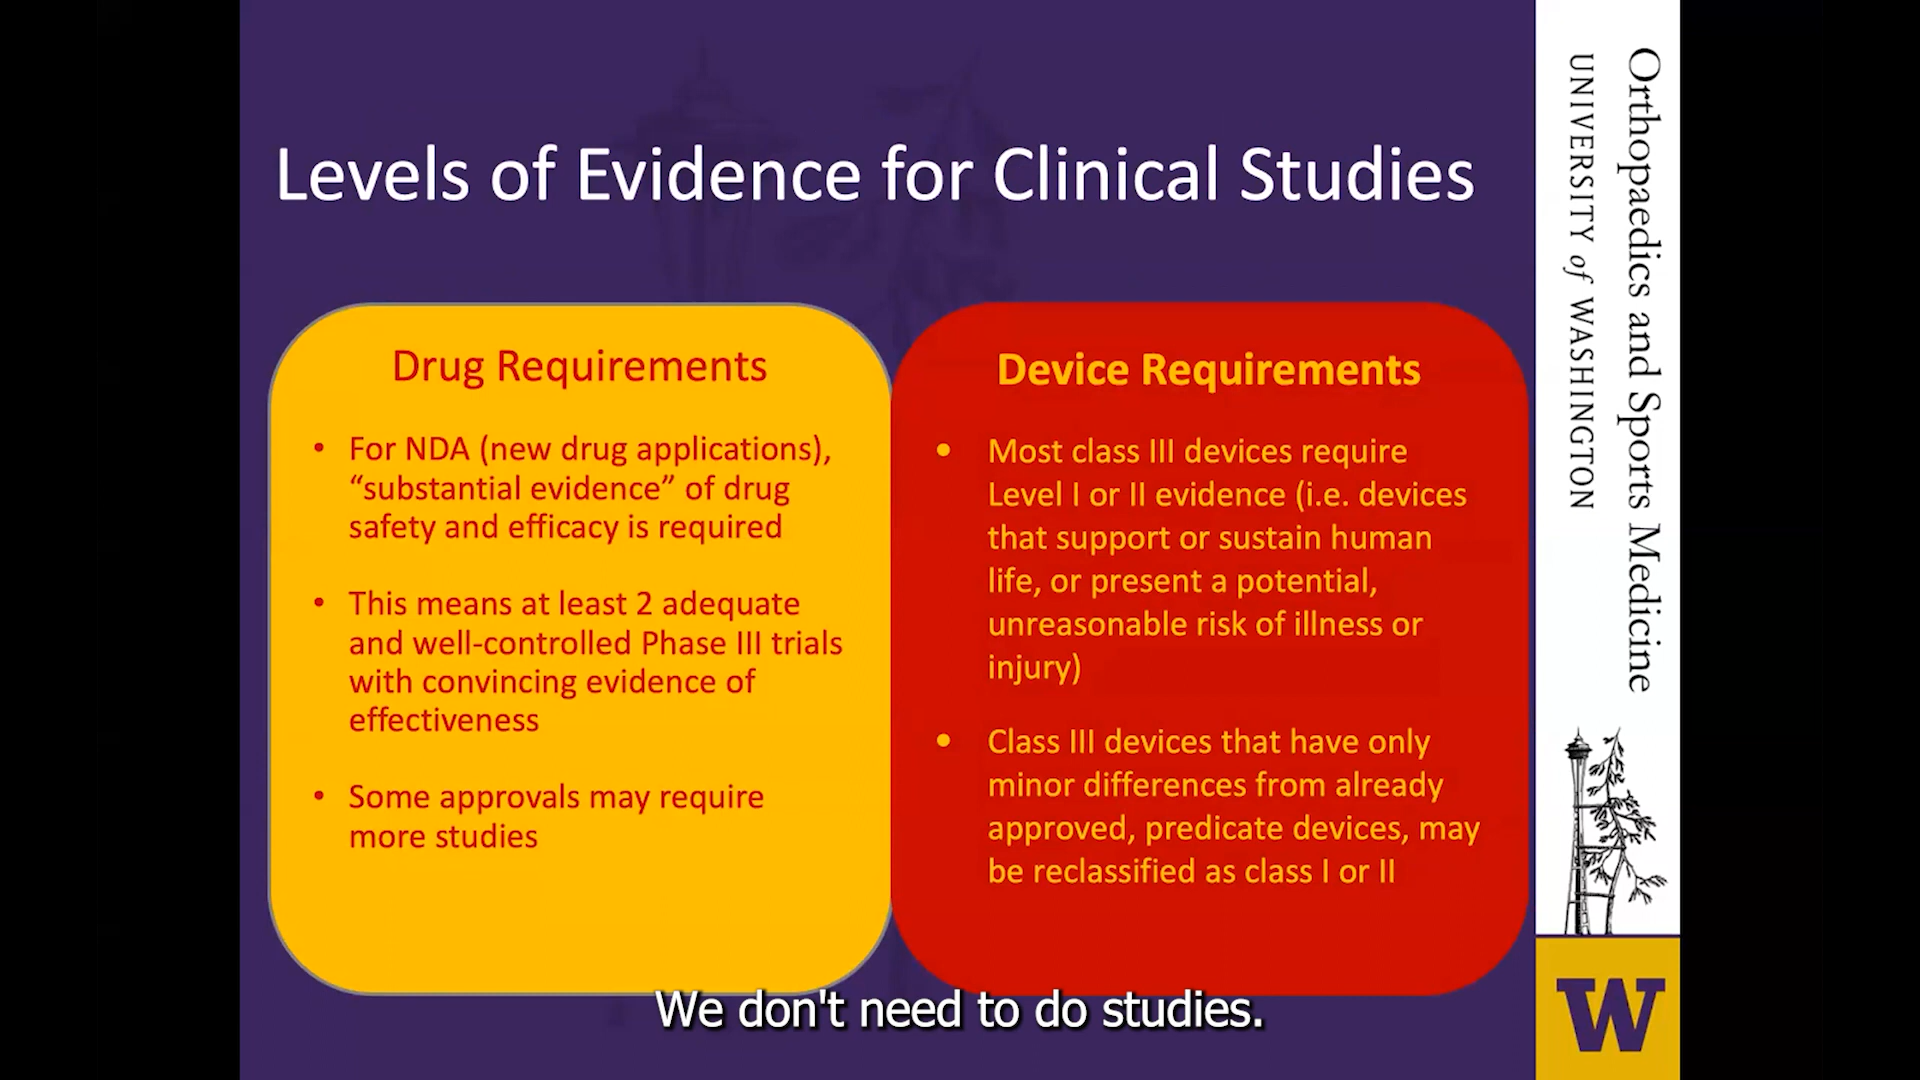 Levels of Evidence for Clinical Studies
Drug Requirements
• For NDA (new drug applications),
“substantial evidence” of drug
safety and efficacy is required
• This means at least 2 adequate
and well-controlled Phase III trials
with convincing evidence of
effectiveness
• Some approvals may require
more studies
Device Requirements
• Most class III devices require
Level I or II evidence (i.e. devices
that support or sustain human
life, or present a potential,
unreasonable risk of illness or
injury)
• Class III devices that have only
minor differences from already
approved, predicate devices, may
be reclassified as class I or II
We don't need to do studies.
Orthopaedics and Sports Medicine
UNIVERSITY of WASHINGTON
W